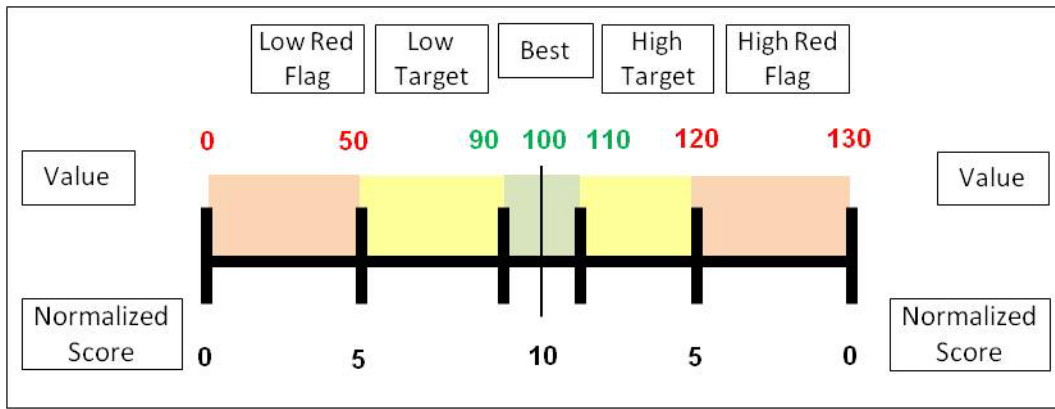 Low Red
Flag
Low
Target
Best
High
Target
High Red
Flag
0 50 90 100 110 120 130
Value
Value
Normalized
Score
0 5 10 5 0
Normalized
Score